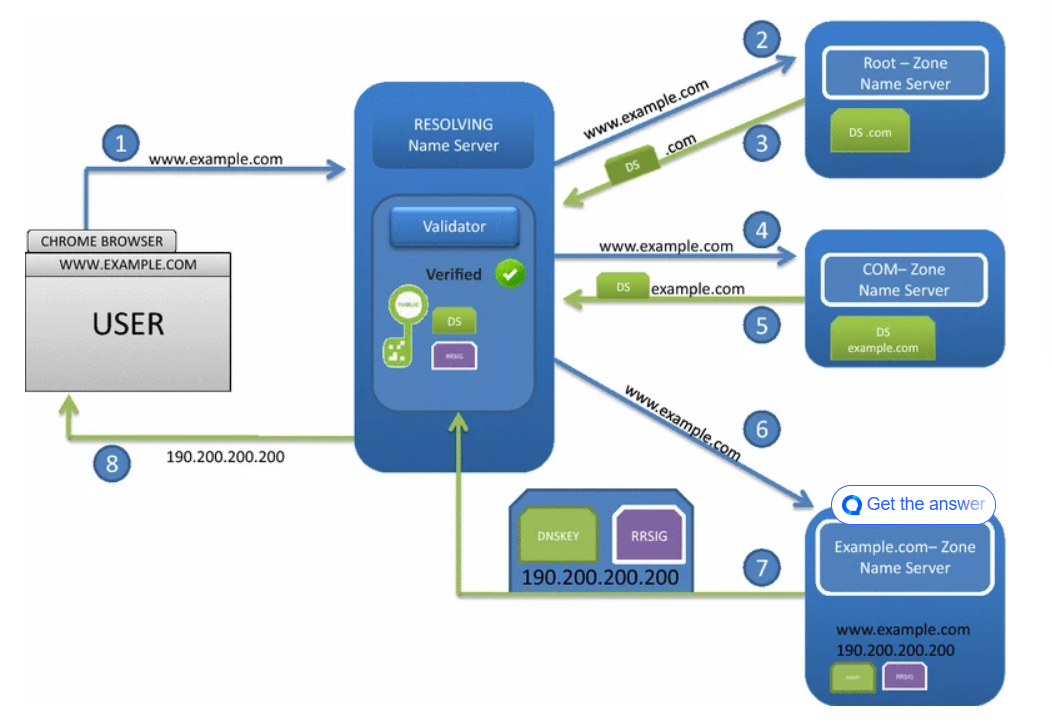 1
www.example.com
CHROME BROWSER
WWW.EXAMPLE.COM
USER
8
190.200.200.200
RESOLVING
Name Server
Validator
Verified
PUBLIC
DS
RRSIG
2
www.example.com
3
DS .com
Root – Zone
Name Server
DS .com
4
www.example.com
5
DS example.com
COM– Zone
Name Server
DS
example.com
6
www.example.com
7
DNSKEY
RRSIG
190.200.200.200
Get the answer
Example.com– Zone
Name Server
www.example.com
190.200.200.200
RRSIG